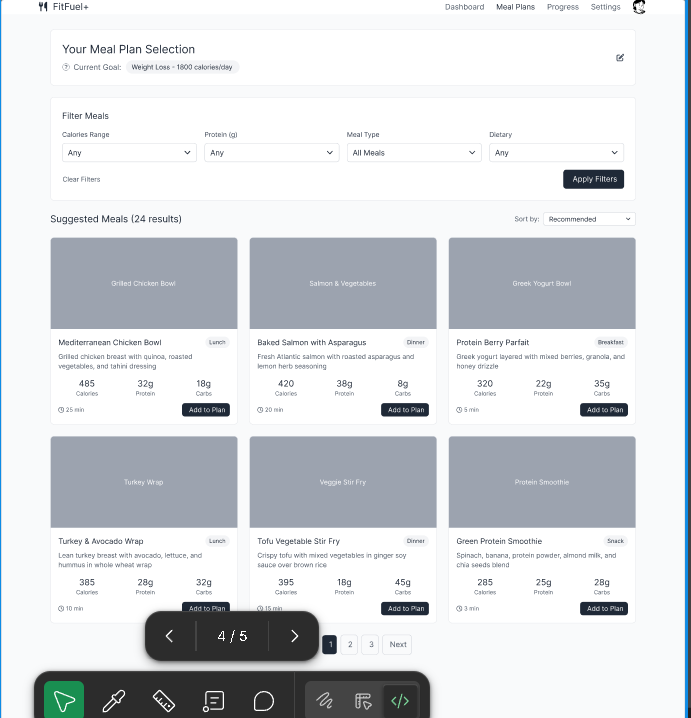 FitFuel+
Dashboard Meal Plans Progress Settings
Your Meal Plan Selection
? Current Goal: Weight Loss - 1800 calories/day
Filter Meals
Calories Range Protein (g) Meal Type Dietary
Any Any All Meals Any
Clear Filters Apply Filters
Suggested Meals (24 results) Sort by: Recommended
Grilled Chicken Bowl
Mediterranean Chicken Bowl Lunch
Grilled chicken breast with quinoa, roasted
vegetables, and tahini dressing
485 32g 18g
Calories Protein Carbs
25 min Add to Plan
Salmon & Vegetables
Baked Salmon with Asparagus Dinner
Fresh Atlantic salmon with roasted asparagus and
lemon herb seasoning
420 38g 8g
Calories Protein Carbs
20 min Add to Plan
Greek Yogurt Bowl
Protein Berry Parfait Breakfast
Greek yogurt layered with mixed berries, granola, and
honey drizzle
320 22g 35g
Calories Protein Carbs
5 min Add to Plan
Turkey Wrap
Turkey & Avocado Wrap Lunch
Lean turkey breast with avocado, lettuce, and
hummus in whole wheat wrap
385 28g 32g
Calories Protein Carbs
10 min Add to Plan
Veggie Stir Fry
Tofu Vegetable Stir Fry Dinner
Crispy tofu with mixed vegetables in ginger soy
sauce over brown rice
395 18g 45g
Calories Protein Carbs
15 min Add to Plan
Protein Smoothie
Green Protein Smoothie Snack
Spinach, banana, protein powder, almond milk, and
chia seeds blend
285 25g 28g
Calories Protein Carbs
3 min Add to Plan
4 / 5
1 2 3 Next